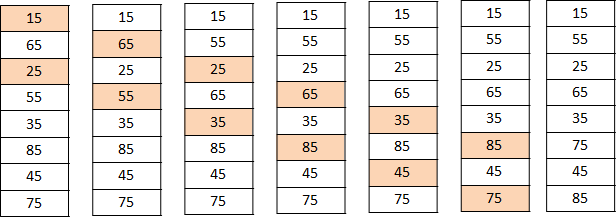 15 15 15 15 15 15 15
65 65 55 55 55 55 55
25 25 25 25 25 25 25
55 55 65 65 65 65 65
35 35 35 35 35 35 35
85 85 85 85 85 85 75
45 45 45 45 45 45 45
75 75 75 75 75 75 85